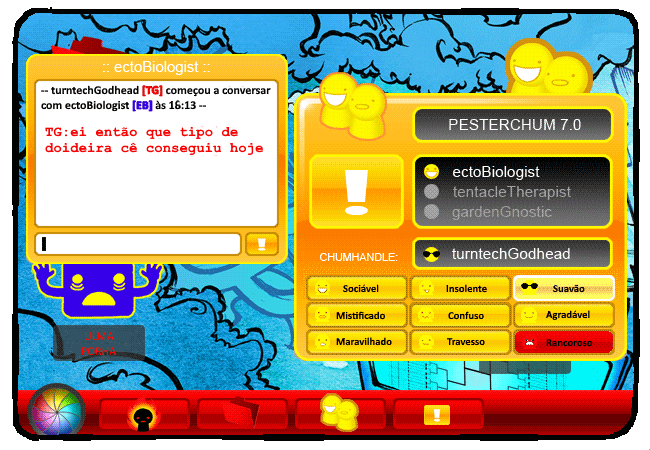 :: ectoBiologist ::
-- turntechGodhead [TG] começou a conversar
com ectoBiologist [EB] às 16:13 --
TG:ei então que tipo de
doideira cê conseguiu hoje
PESTERCHUM 7.0
ectoBiologist
tentacleTherapist
gardenGnostic
CHUMHANDLE:
turntechGodhead
Sociável
Insolente
Suavão
Mistificado
Confuso
Agradável
Maravilhado
Travesso
Rancoroso